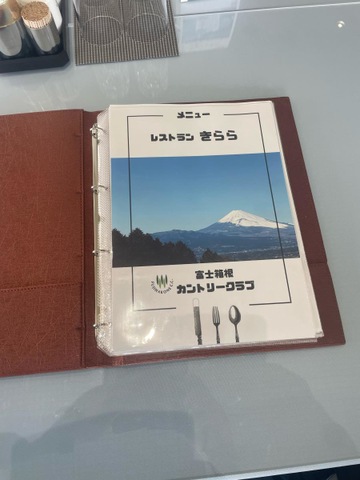 メニュー
レストラン きらら
富士箱根
カントリークラブ